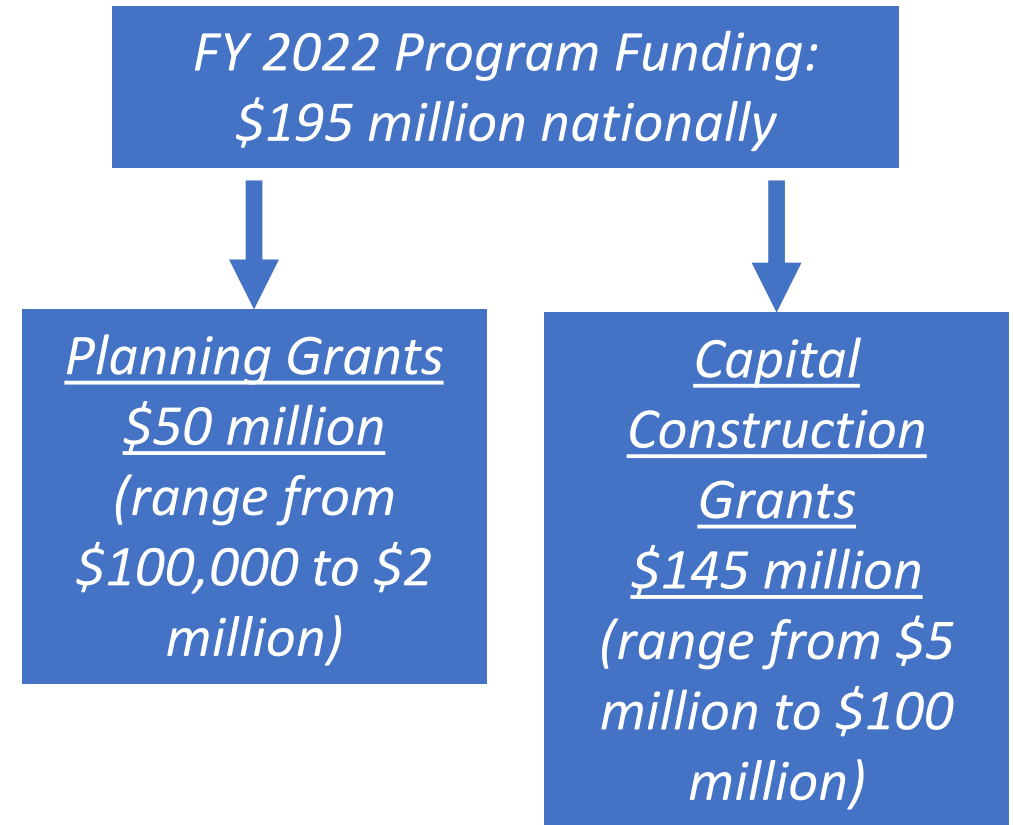 FY 2022 Program Funding:
$195 million nationally
Planning Grants
$50 million
(range from
$100,000 to $2
million)
Capital
Construction
Grants
$145 million
(range from $5
million to $100
million)